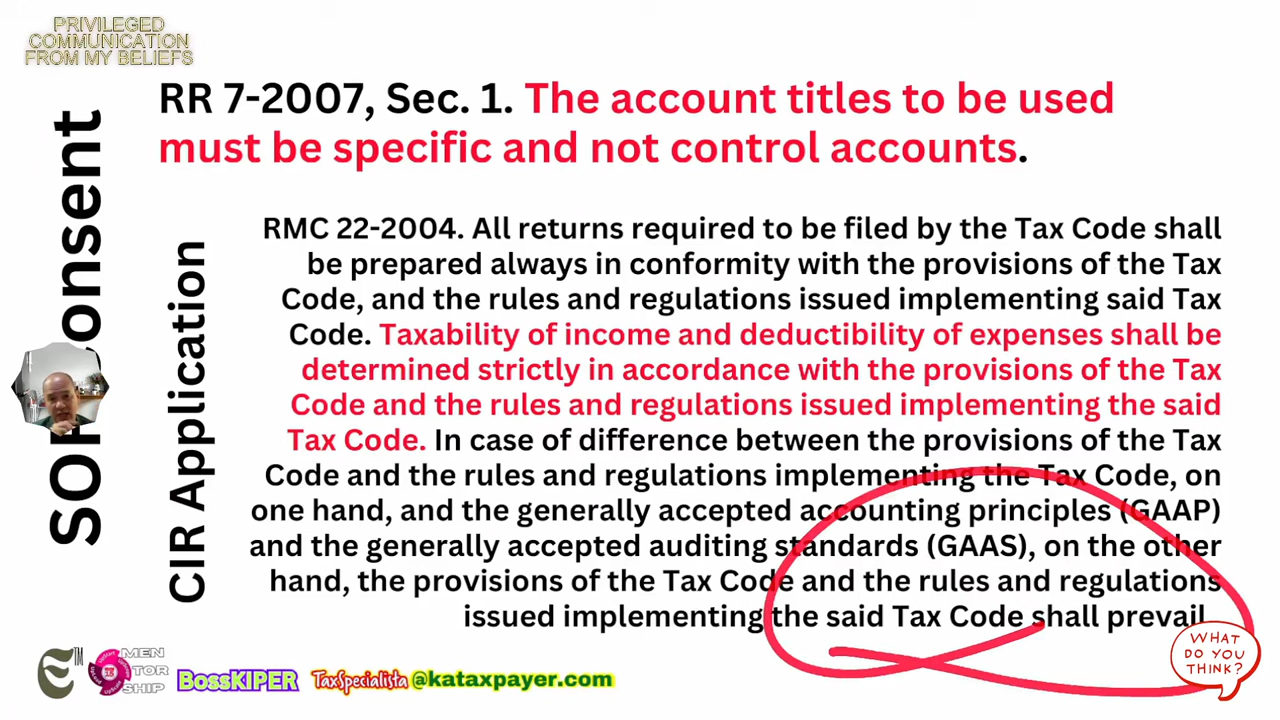 PRIVILEGED
COMMUNICATION
FROM MY BELIEFS
RR 7-2007, Sec. 1. The account titles to be used
must be specific and not control accounts.
CIR Application
RMC 22-2004. All returns required to be filed by the Tax Code shall
be prepared always in conformity with the provisions of the Tax
Code, and the rules and regulations issued implementing said Tax
Code. Taxability of income and deductibility of expenses shall be
determined strictly in accordance with the provisions of the Tax
Code and the rules and regulations issued implementing the said
Tax Code. In case of difference between the provisions of the Tax
Code and the rules and regulations implementing the Tax Code, on
one hand, and the generally accepted accounting principles (GAAP)
and the generally accepted auditing standards (GAAS), on the other
hand, the provisions of the Tax Code and the rules and regulations
issued implementing the said Tax Code shall prevail.
TM
MEN
TOR
SHIP
BossKIPER
TaxSpecialista @kataxpayer.com
WHAT
DO YOU
THINK?